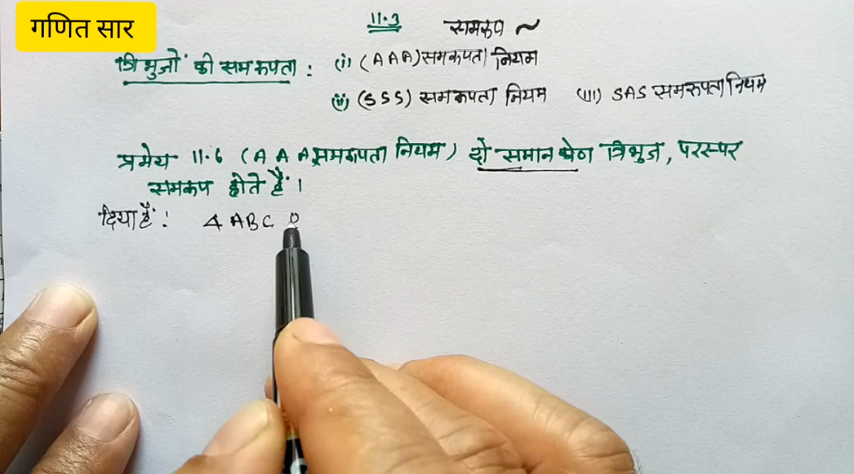 गणित सार
11.3 समरूप ~
त्रिभुजों की समरूपता : (i) (AAA) समरूपता नियम
(ii) (SSS) समरूपता नियम (iii) SAS समरूपता नियम
प्रमेय 11.6 (AAA समरूपता नियम) दो समान कोण त्रिभुज, परस्पर
समरूप होते हैं।
दिया है : △ABC